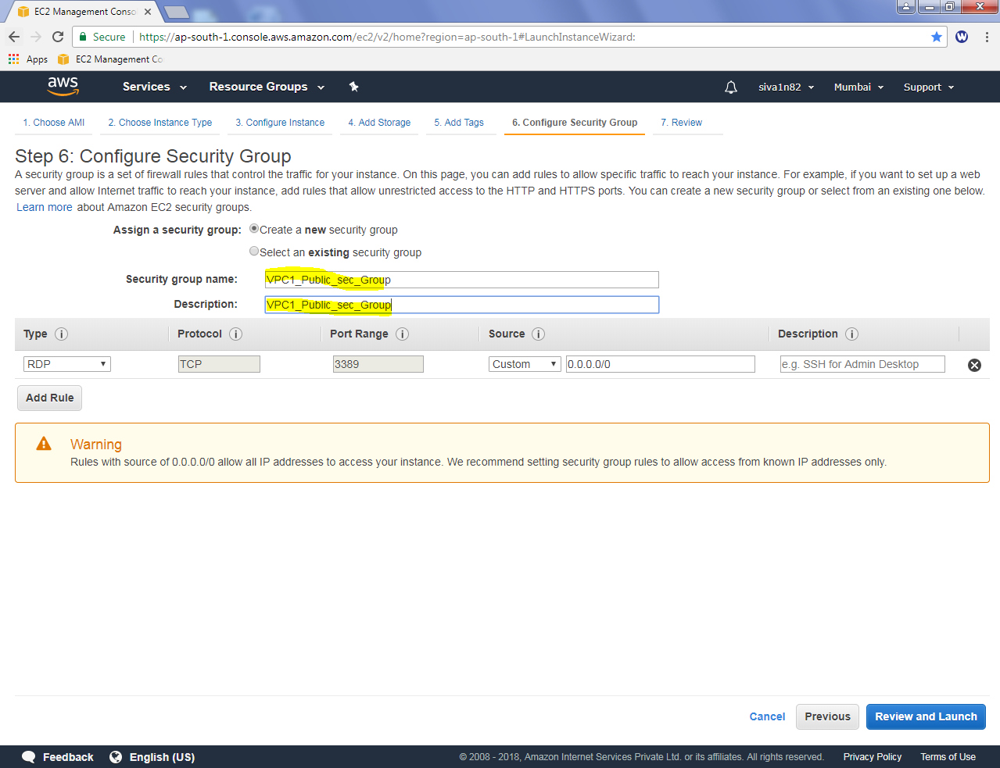 EC2 Management Conso
Secure
https://ap-south-1.console.aws.amazon.com/ec2/v2/home?region=ap-south-1#LaunchInstanceWizard:
W
Apps
EC2 Management Co
aws
Services
Resource Groups
siva1n82
Mumbai
Support
1. Choose AMI
2. Choose Instance Type
3. Configure Instance
4. Add Storage
5. Add Tags
6. Configure Security Group
7. Review
Step 6: Configure Security Group
A security group is a set of firewall rules that control the traffic for your instance. On this page, you can add rules to allow specific traffic to reach your instance. For example, if you want to set up a web
server and allow Internet traffic to reach your instance, add rules that allow unrestricted access to the HTTP and HTTPS ports. You can create a new security group or select from an existing one below.
Learn more about Amazon EC2 security groups.
Assign a security group: Create a new security group
Select an existing security group
Security group name: VPC1_Public_sec_Group
Description: VPC1_Public_sec_Group
Type i Protocol i Port Range i Source i Description i
RDP TCP 3389 Custom 0.0.0.0/0 e.g. SSH for Admin Desktop
Add Rule
Warning
Rules with source of 0.0.0.0/0 allow all IP addresses to access your instance. We recommend setting security group rules to allow access from known IP addresses only.
Cancel
Previous
Review and Launch
Feedback
English (US)
© 2008 - 2018, Amazon Internet Services Private Ltd. or its affiliates. All rights reserved.
Privacy Policy
Terms of Use